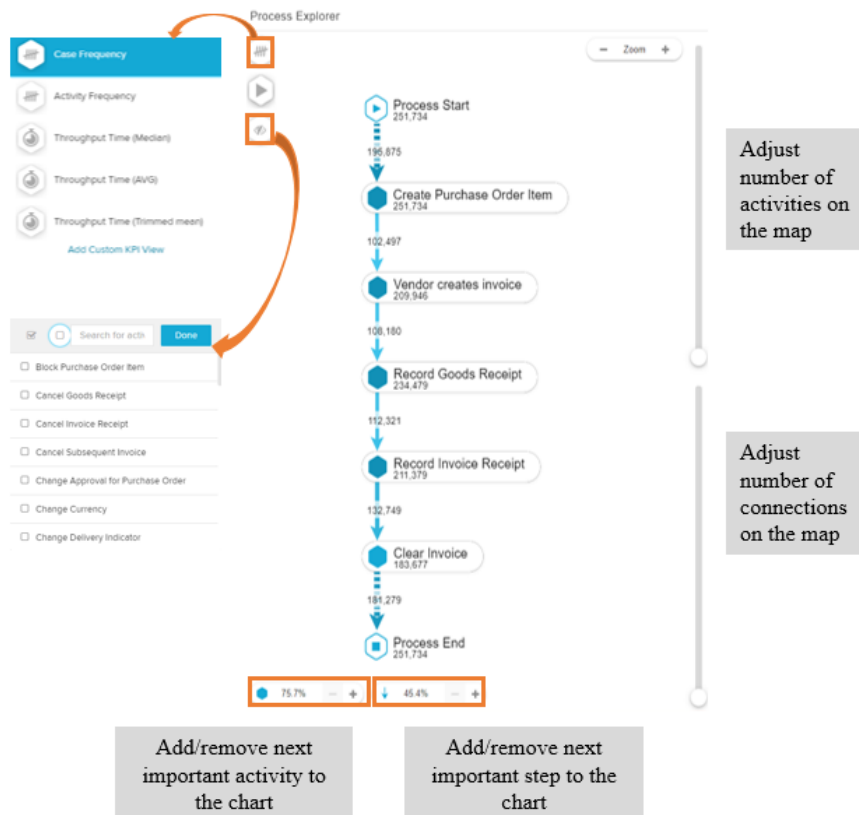 Process Explorer
Case Frequency
Activity Frequency
Throughput Time (Median)
Throughput Time (AVG)
Throughput Time (Trimmed mean)
Add Custom KPI View
Search for activ
Done
Block Purchase Order Item
Cancel Goods Receipt
Cancel Invoice Receipt
Cancel Subsequent Invoice
Change Approval for Purchase Order
Change Currency
Change Delivery Indicator
− Zoom +
Process Start
251,734
196,875
Create Purchase Order Item
251,734
102,497
Vendor creates invoice
209,946
108,180
Record Goods Receipt
234,479
112,321
Record Invoice Receipt
211,379
132,749
Clear Invoice
183,677
181,279
Process End
251,734
75.7% − +
45.4% − +
Adjust
number of
activities on
the map
Adjust
number of
connections
on the map
Add/remove next
important activity to
the chart
Add/remove next
important step to the
chart